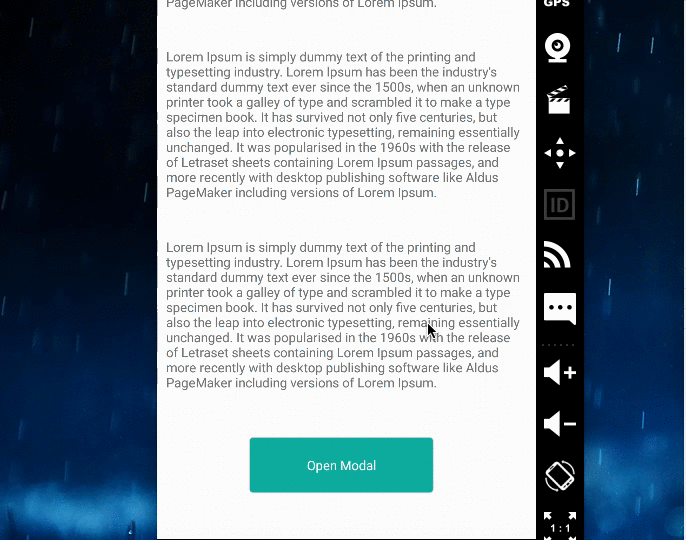 PageMaker including versions of Lorem Ipsum.
GPS
Lorem Ipsum is simply dummy text of the printing and
typesetting industry. Lorem Ipsum has been the industry's
standard dummy text ever since the 1500s, when an unknown
printer took a galley of type and scrambled it to make a type
specimen book. It has survived not only five centuries, but
also the leap into electronic typesetting, remaining essentially
unchanged. It was popularised in the 1960s with the release
of Letraset sheets containing Lorem Ipsum passages, and
more recently with desktop publishing software like Aldus
PageMaker including versions of Lorem Ipsum.
ID
Lorem Ipsum is simply dummy text of the printing and
typesetting industry. Lorem Ipsum has been the industry's
standard dummy text ever since the 1500s, when an unknown
printer took a galley of type and scrambled it to make a type
specimen book. It has survived not only five centuries, but
also the leap into electronic typesetting, remaining essentially
unchanged. It was popularised in the 1960s with the release
of Letraset sheets containing Lorem Ipsum passages, and
more recently with desktop publishing software like Aldus
PageMaker including versions of Lorem Ipsum.
Open Modal
1:1